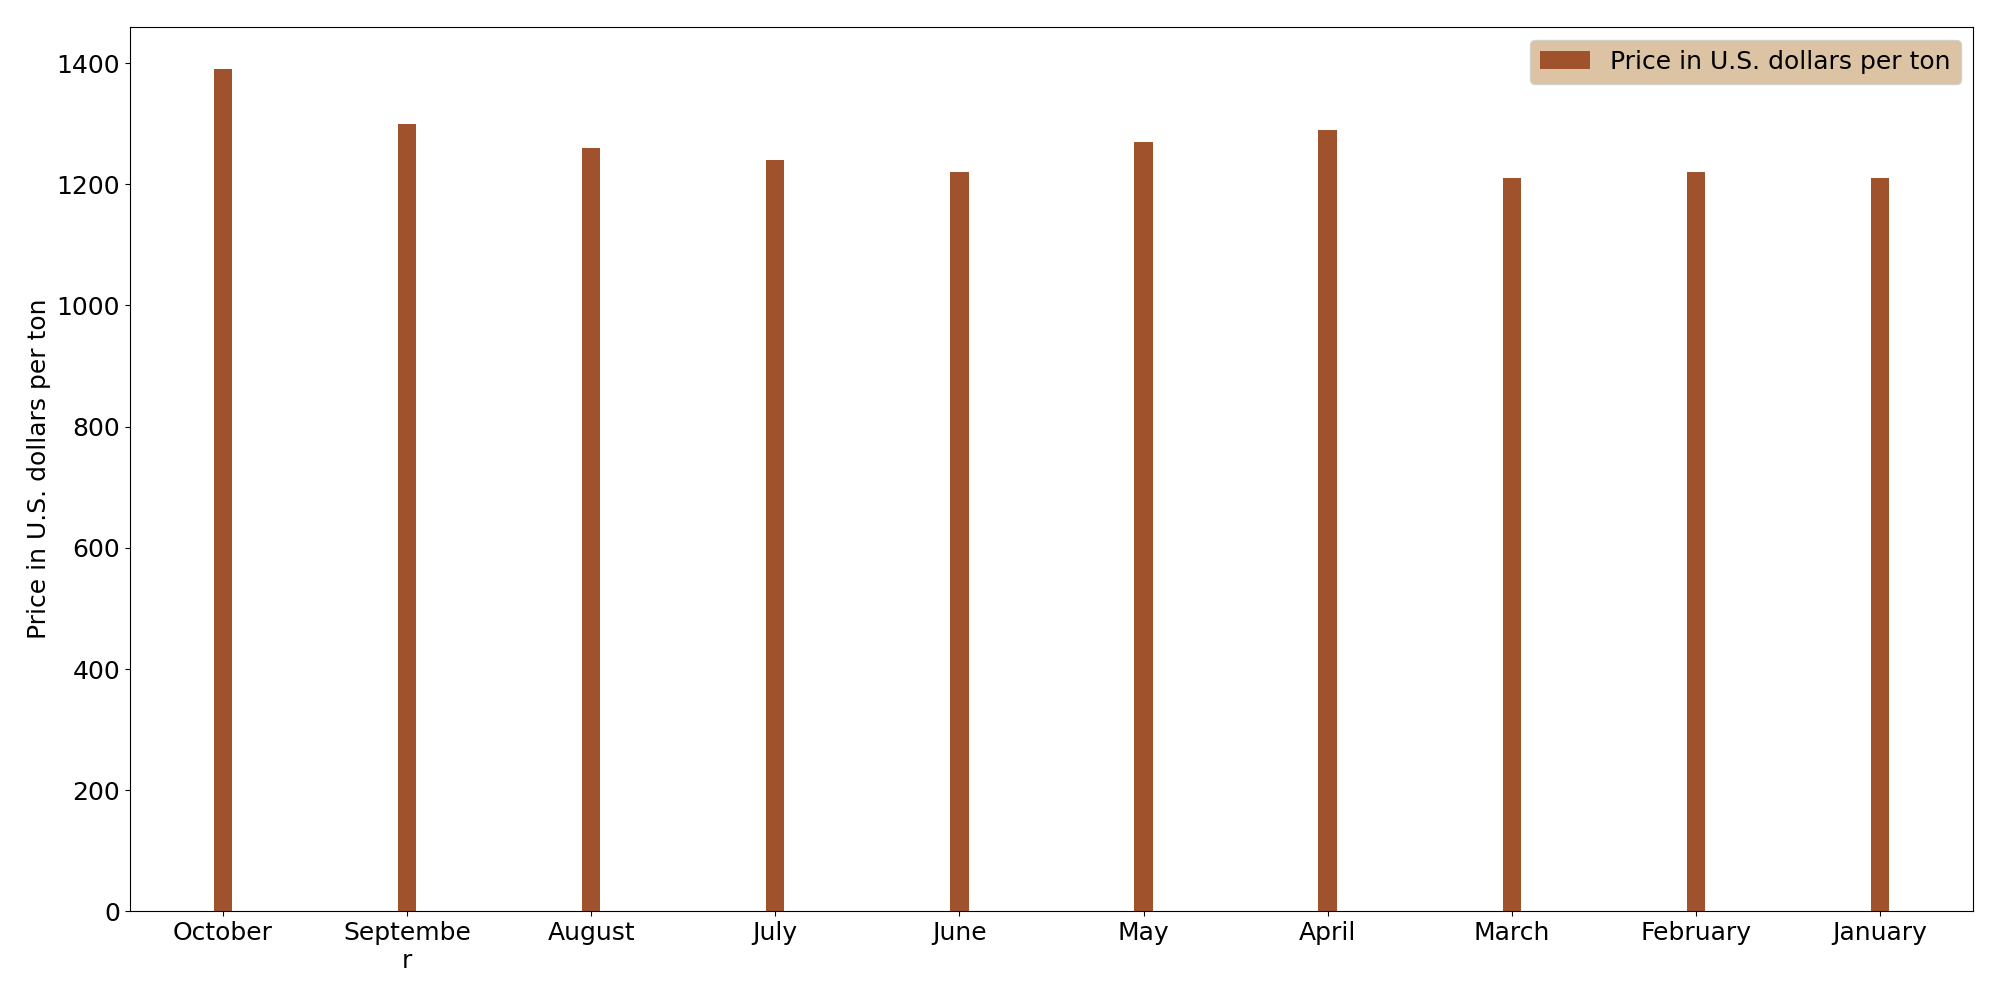 Price in U.S. dollars per ton
1400
1200
1000
800
600
400
200
0
Price in U.S. dollars per ton
October
Septembe
r
August
July
June
May
April
March
February
January